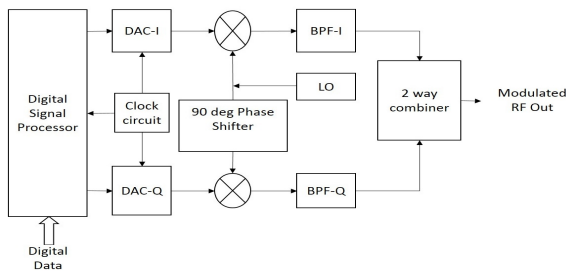 Digital
Signal
Processor
DAC-I
BPF-I
LO
Clock
circuit
90 deg Phase
Shifter
2 way
combiner
Modulated
RF Out
DAC-Q
BPF-Q
Digital
Data